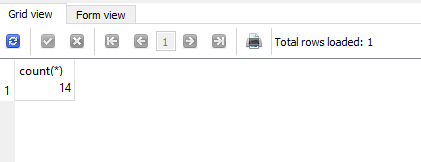 Grid view Form view
1 Total rows loaded: 1
count(*)
1 14